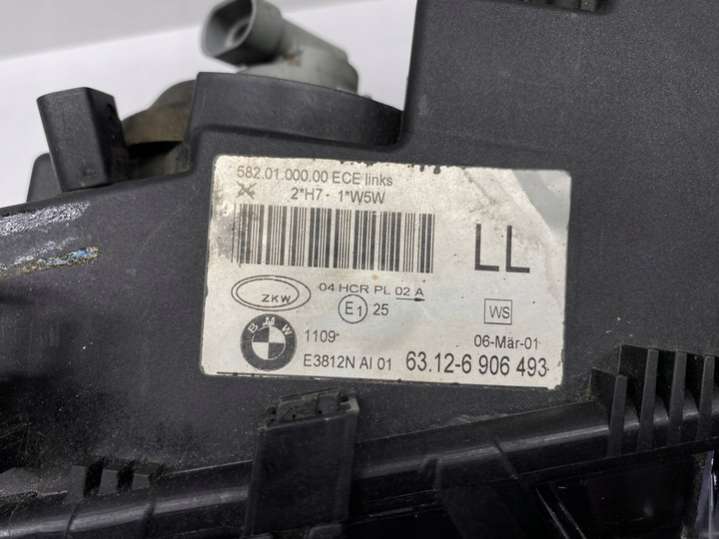 582.01.000.00 ECE links
2*H7 - 1*W5W
LL
04 HCR PL 02 A
ZKW
E1 25
WS
BMW
1109-
06-Mär-01
E3812N AI 01 63.12-6 906 493